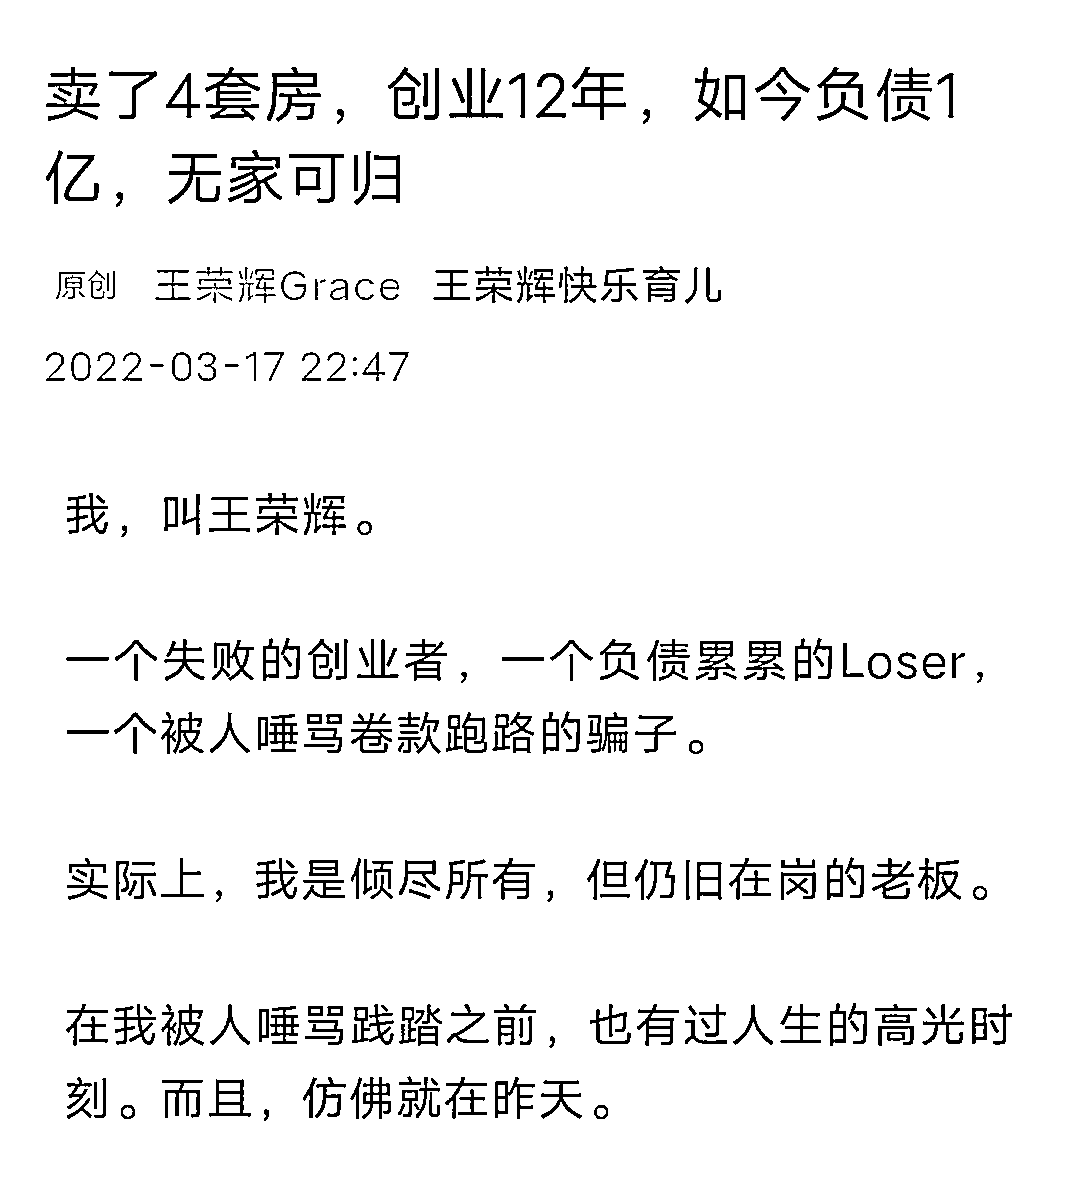 卖了4套房，创业12年，如今负债1
亿，无家可归
原创 王荣辉Grace 王荣辉快乐育儿
2022-03-17 22:47
我，叫王荣辉。
一个失败的创业者，一个负债累累的Loser，
一个被人唾骂卷款跑路的骗子。
实际上，我是倾尽所有，但仍旧在岗的老板。
在我被人唾骂践踏之前，也有过人生的高光时
刻。而且，仿佛就在昨天。